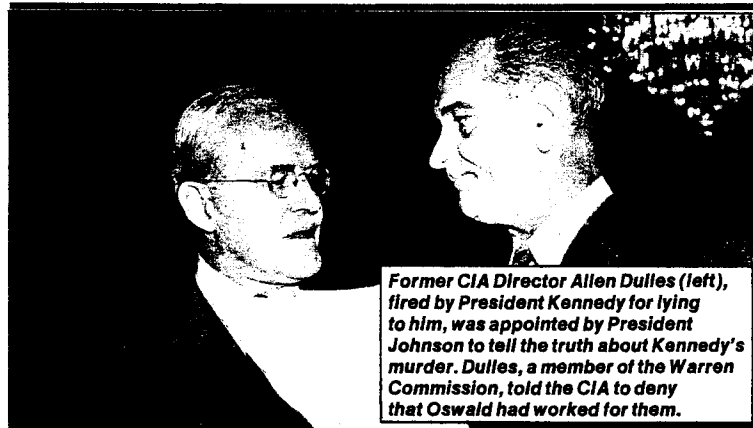 Former CIA Director Allen Dulles (left),
fired by President Kennedy for lying
to him, was appointed by President
Johnson to tell the truth about Kennedy's
murder. Dulles, a member of the Warren
Commission, told the CIA to deny
that Oswald had worked for them.